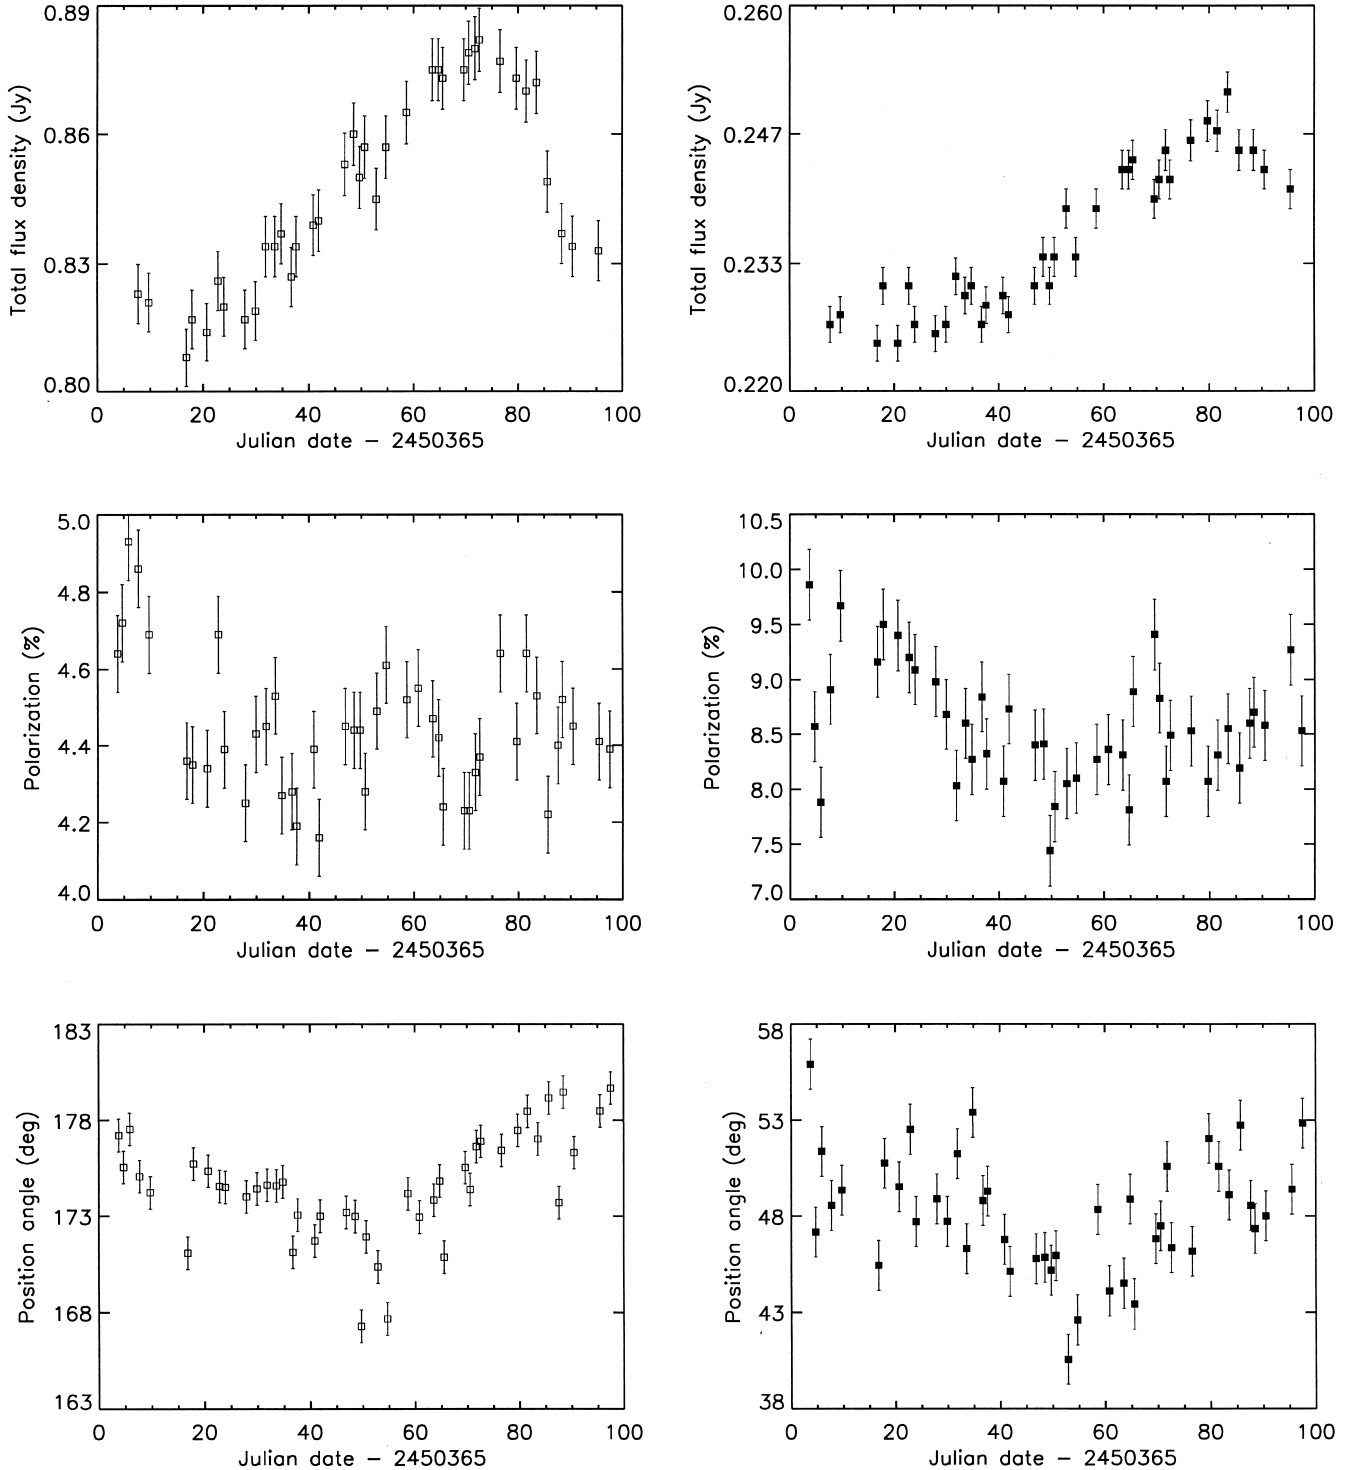 Total flux density (Jy)
0.89
0.86
0.83
0.80
0 20 40 60 80 100
Julian date − 2450365
Total flux density (Jy)
0.260
0.247
0.233
0.220
0 20 40 60 80 100
Julian date − 2450365
Polarization (%)
5.0
4.8
4.6
4.4
4.2
4.0
0 20 40 60 80 100
Julian date − 2450365
Polarization (%)
10.5
10.0
9.5
9.0
8.5
8.0
7.5
7.0
0 20 40 60 80 100
Julian date − 2450365
Position angle (deg)
183
178
173
168
163
0 20 40 60 80 100
Julian date − 2450365
Position angle (deg)
58
53
48
43
38
0 20 40 60 80 100
Julian date − 2450365